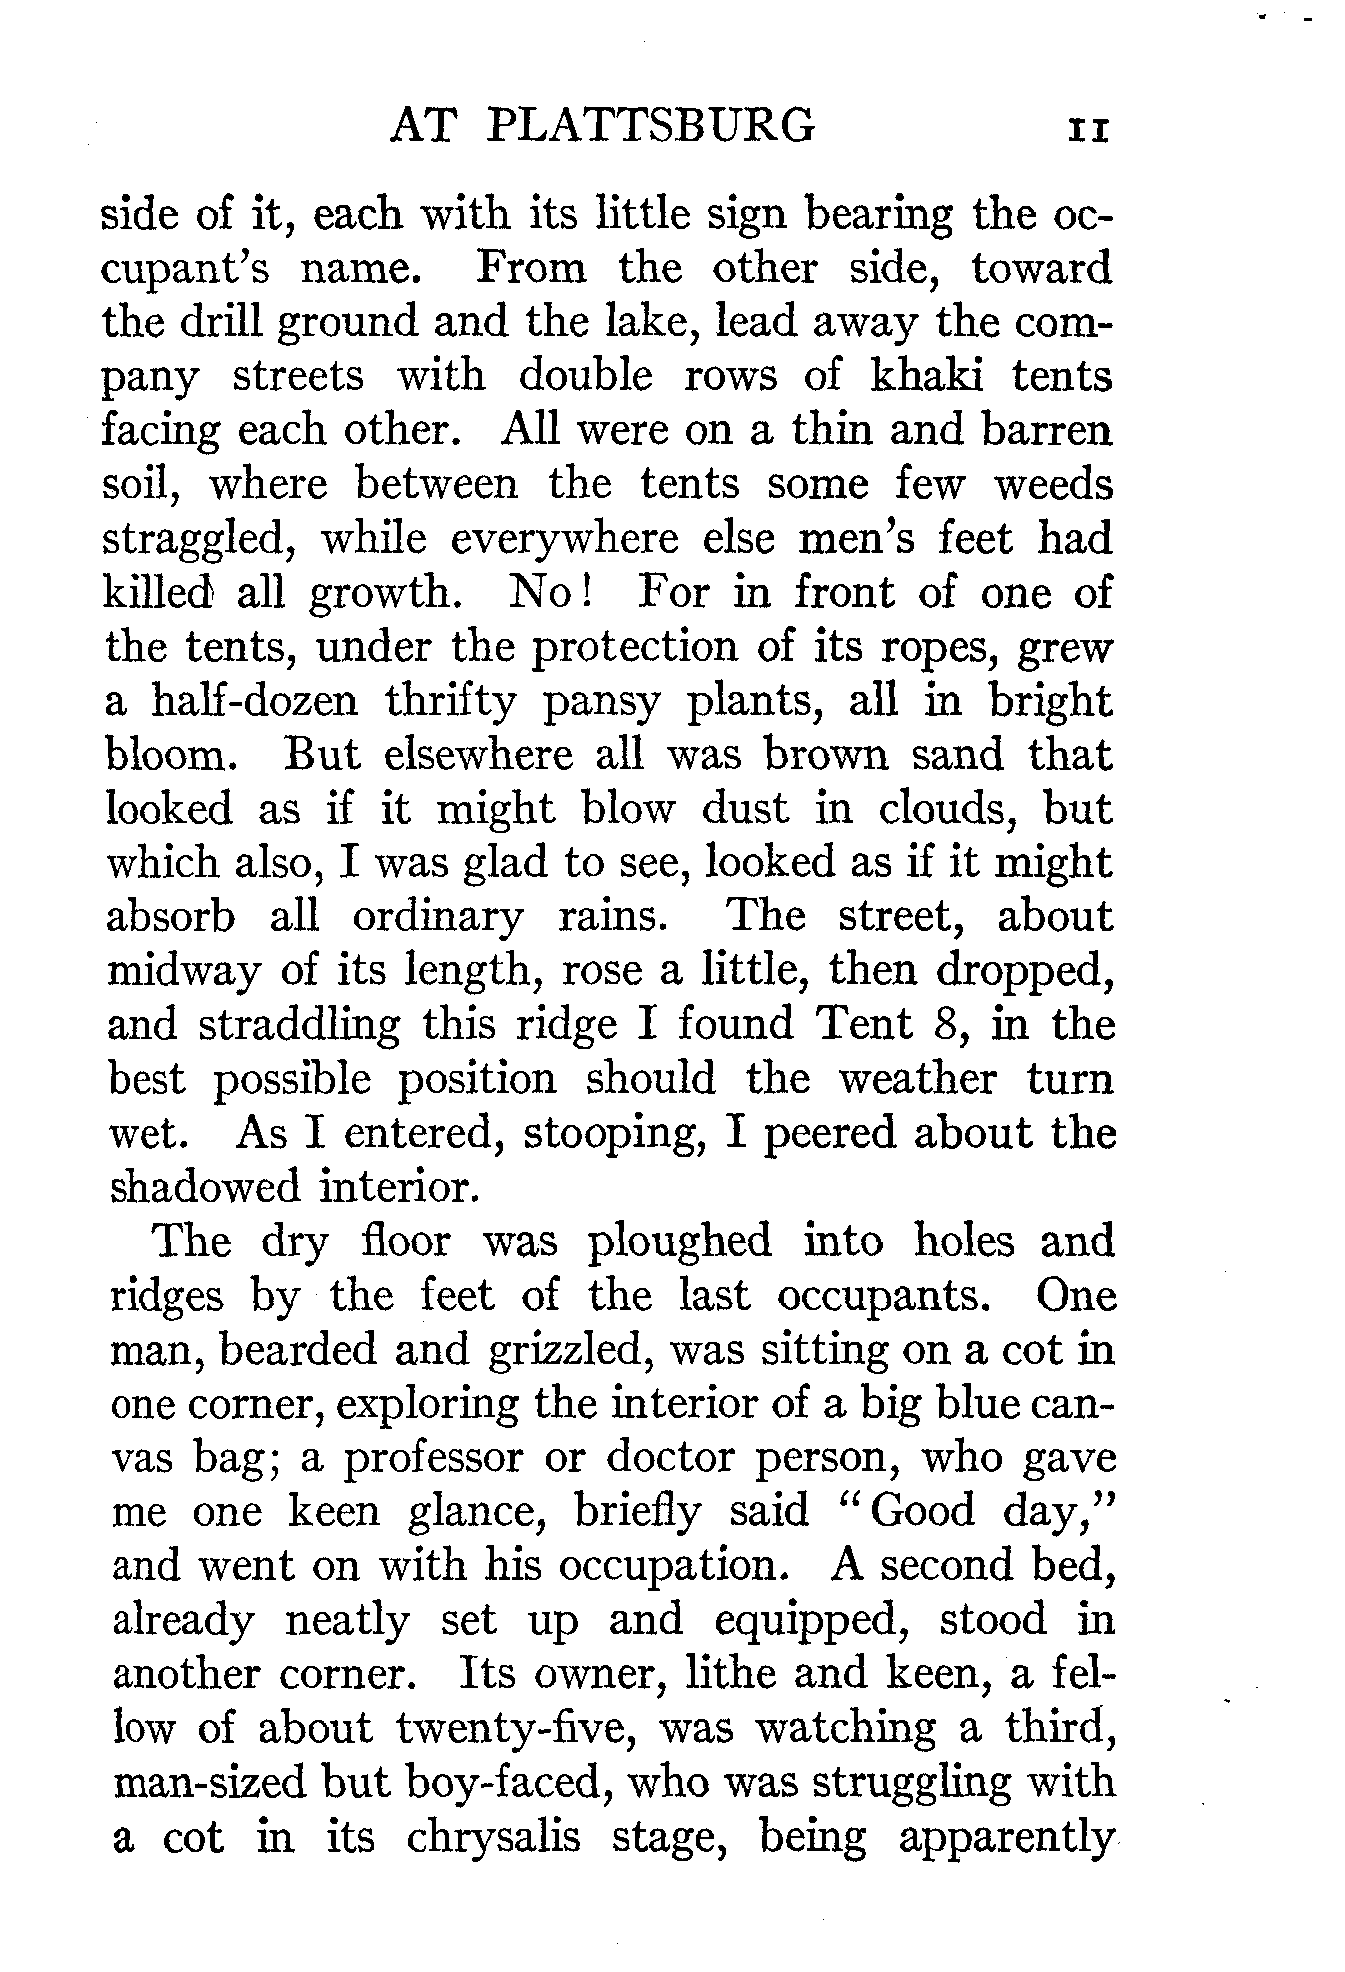 AT PLATTSBURG 11
side of it, each with its little sign bearing the oc-
cupant's name. From the other side, toward
the drill ground and the lake, lead away the com-
pany streets with double rows of khaki tents
facing each other. All were on a thin and barren
soil, where between the tents some few weeds
straggled, while everywhere else men's feet had
killed all growth. No! For in front of one of
the tents, under the protection of its ropes, grew
a half-dozen thrifty pansy plants, all in bright
bloom. But elsewhere all was brown sand that
looked as if it might blow dust in clouds, but
which also, I was glad to see, looked as if it might
absorb all ordinary rains. The street, about
midway of its length, rose a little, then dropped,
and straddling this ridge I found Tent 8, in the
best possible position should the weather turn
wet. As I entered, stooping, I peered about the
shadowed interior.
The dry floor was ploughed into holes and
ridges by the feet of the last occupants. One
man, bearded and grizzled, was sitting on a cot in
one corner, exploring the interior of a big blue can-
vas bag; a professor or doctor person, who gave
me one keen glance, briefly said "Good day,"
and went on with his occupation. A second bed,
already neatly set up and equipped, stood in
another corner. Its owner, lithe and keen, a fel-
low of about twenty-five, was watching a third,
man-sized but boy-faced, who was struggling with
a cot in its chrysalis stage, being apparently